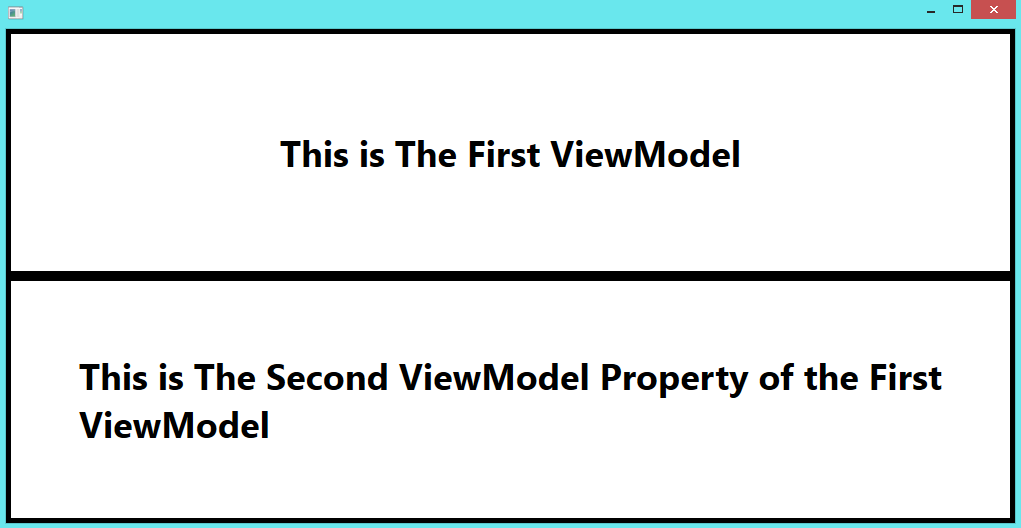 This is The First ViewModel
This is The Second ViewModel Property of the First
ViewModel